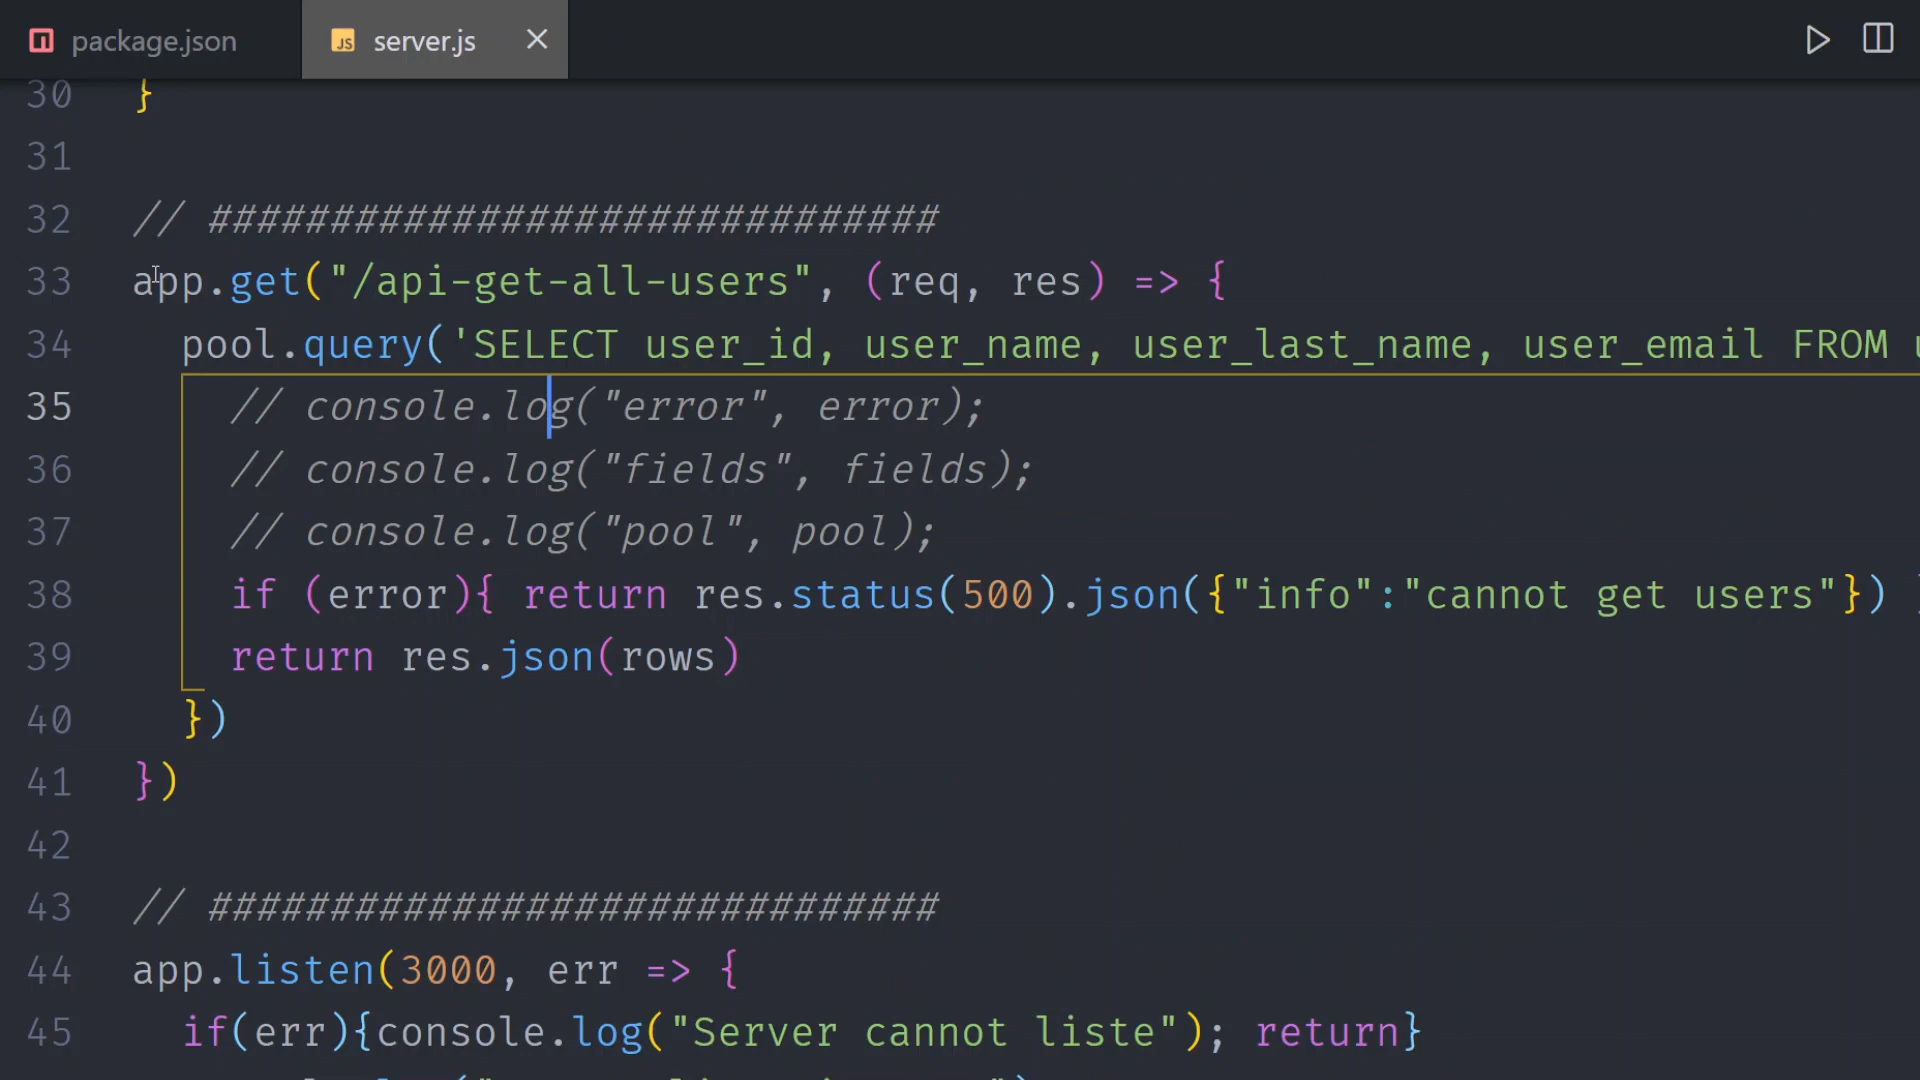 package.json
JS server.js
30 }
31
32 // ##############################
33 app.get("/api-get-all-users", (req, res) => {
34 pool.query('SELECT user_id, user_name, user_last_name, user_email FROM
35 // console.log("error", error);
36 // console.log("fields", fields);
37 // console.log("pool", pool);
38 if (error){ return res.status(500).json({"info":"cannot get users"})
39 return res.json(rows)
40 })
41 })
42
43 // ##############################
44 app.listen(3000, err => {
45 if(err){console.log("Server cannot liste"); return}